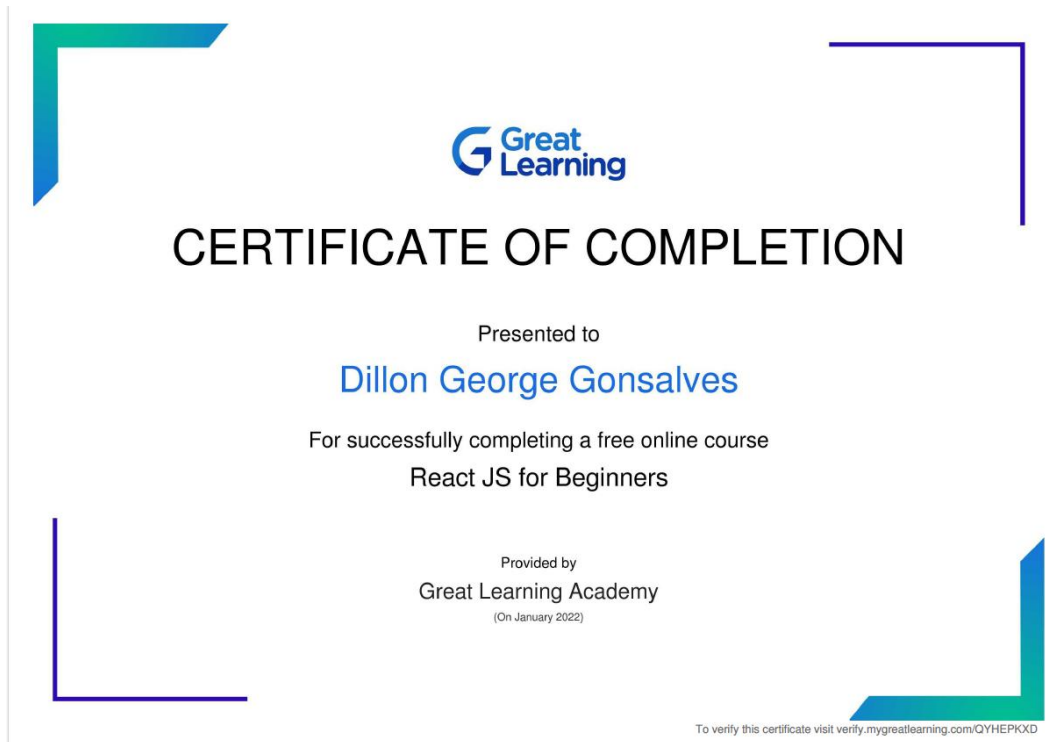 Great
Learning
CERTIFICATE OF COMPLETION
Presented to
Dillon George Gonsalves
For successfully completing a free online course
React JS for Beginners
Provided by
Great Learning Academy
(On January 2022)
To verify this certificate visit verify.mygreatlearning.com/QYHEPKXD